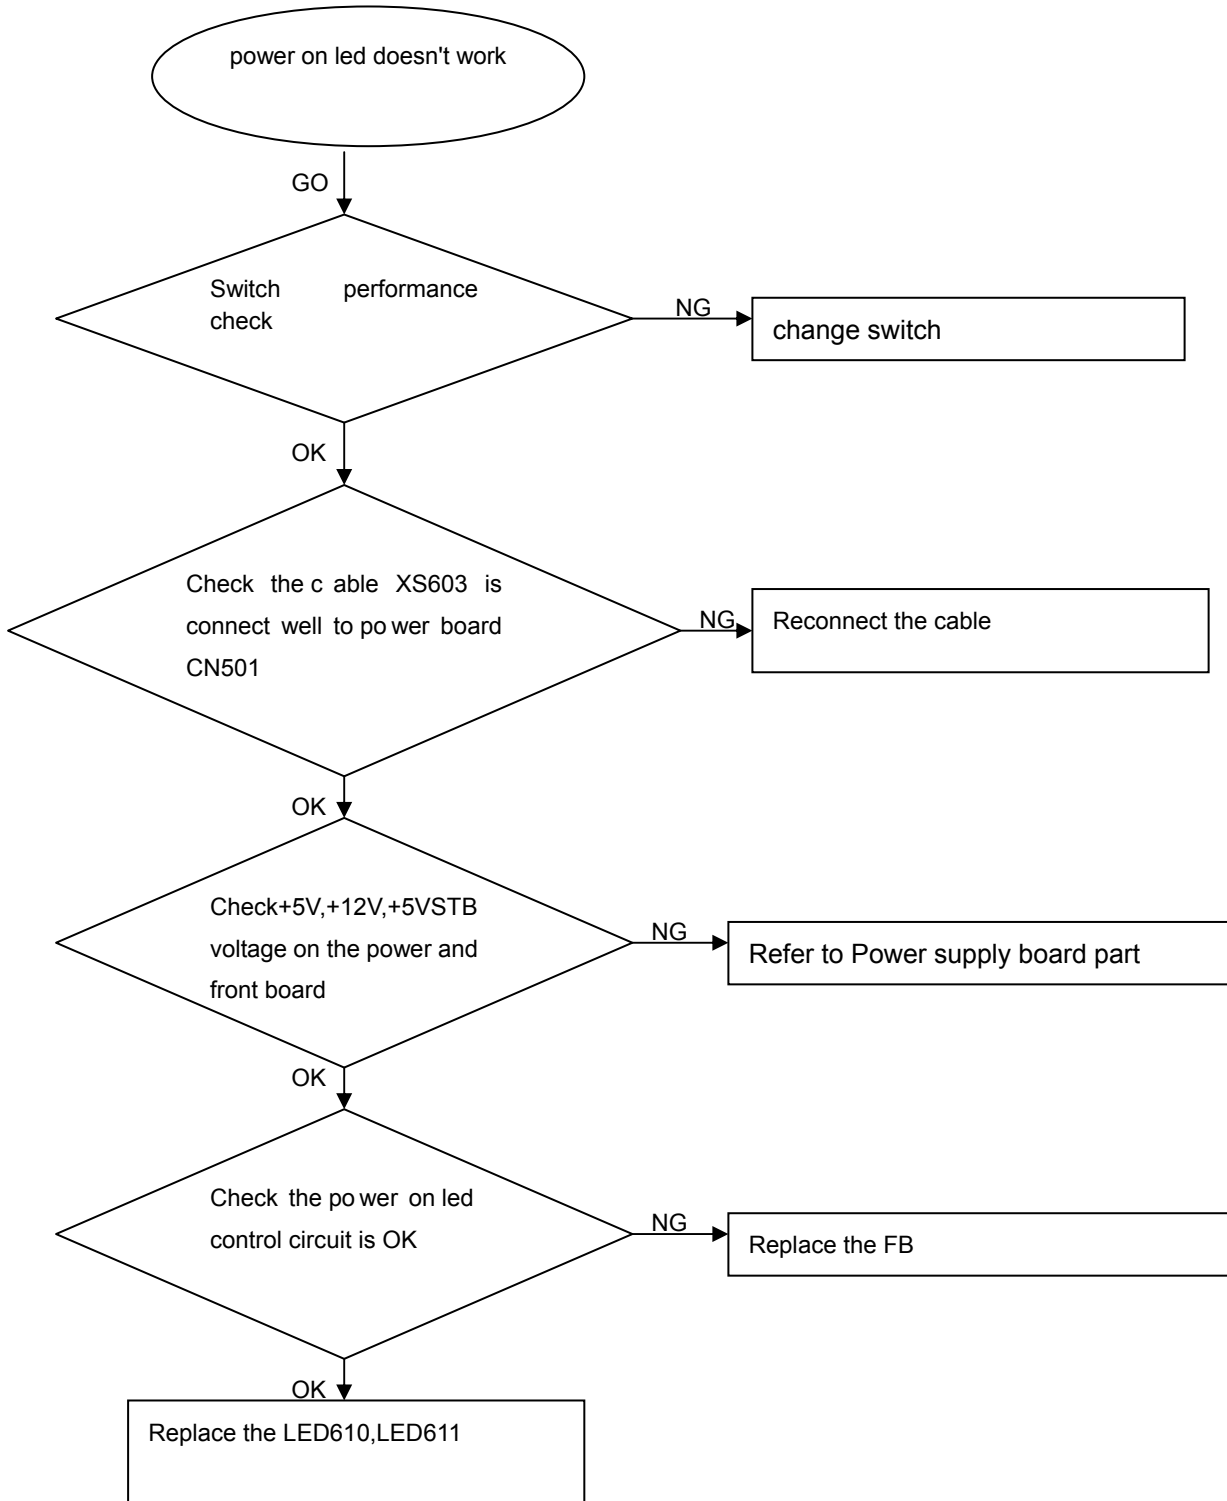 power on led doesn't work
GO
Switch performance
check
NG
change switch
OK
Check the c able XS603 is
connect well to po wer board
CN501
NG
Reconnect the cable
OK
Check+5V,+12V,+5VSTB
voltage on the power and
front board
NG
Refer to Power supply board part
OK
Check the po wer on led
control circuit is OK
NG
Replace the FB
OK
Replace the LED610,LED611